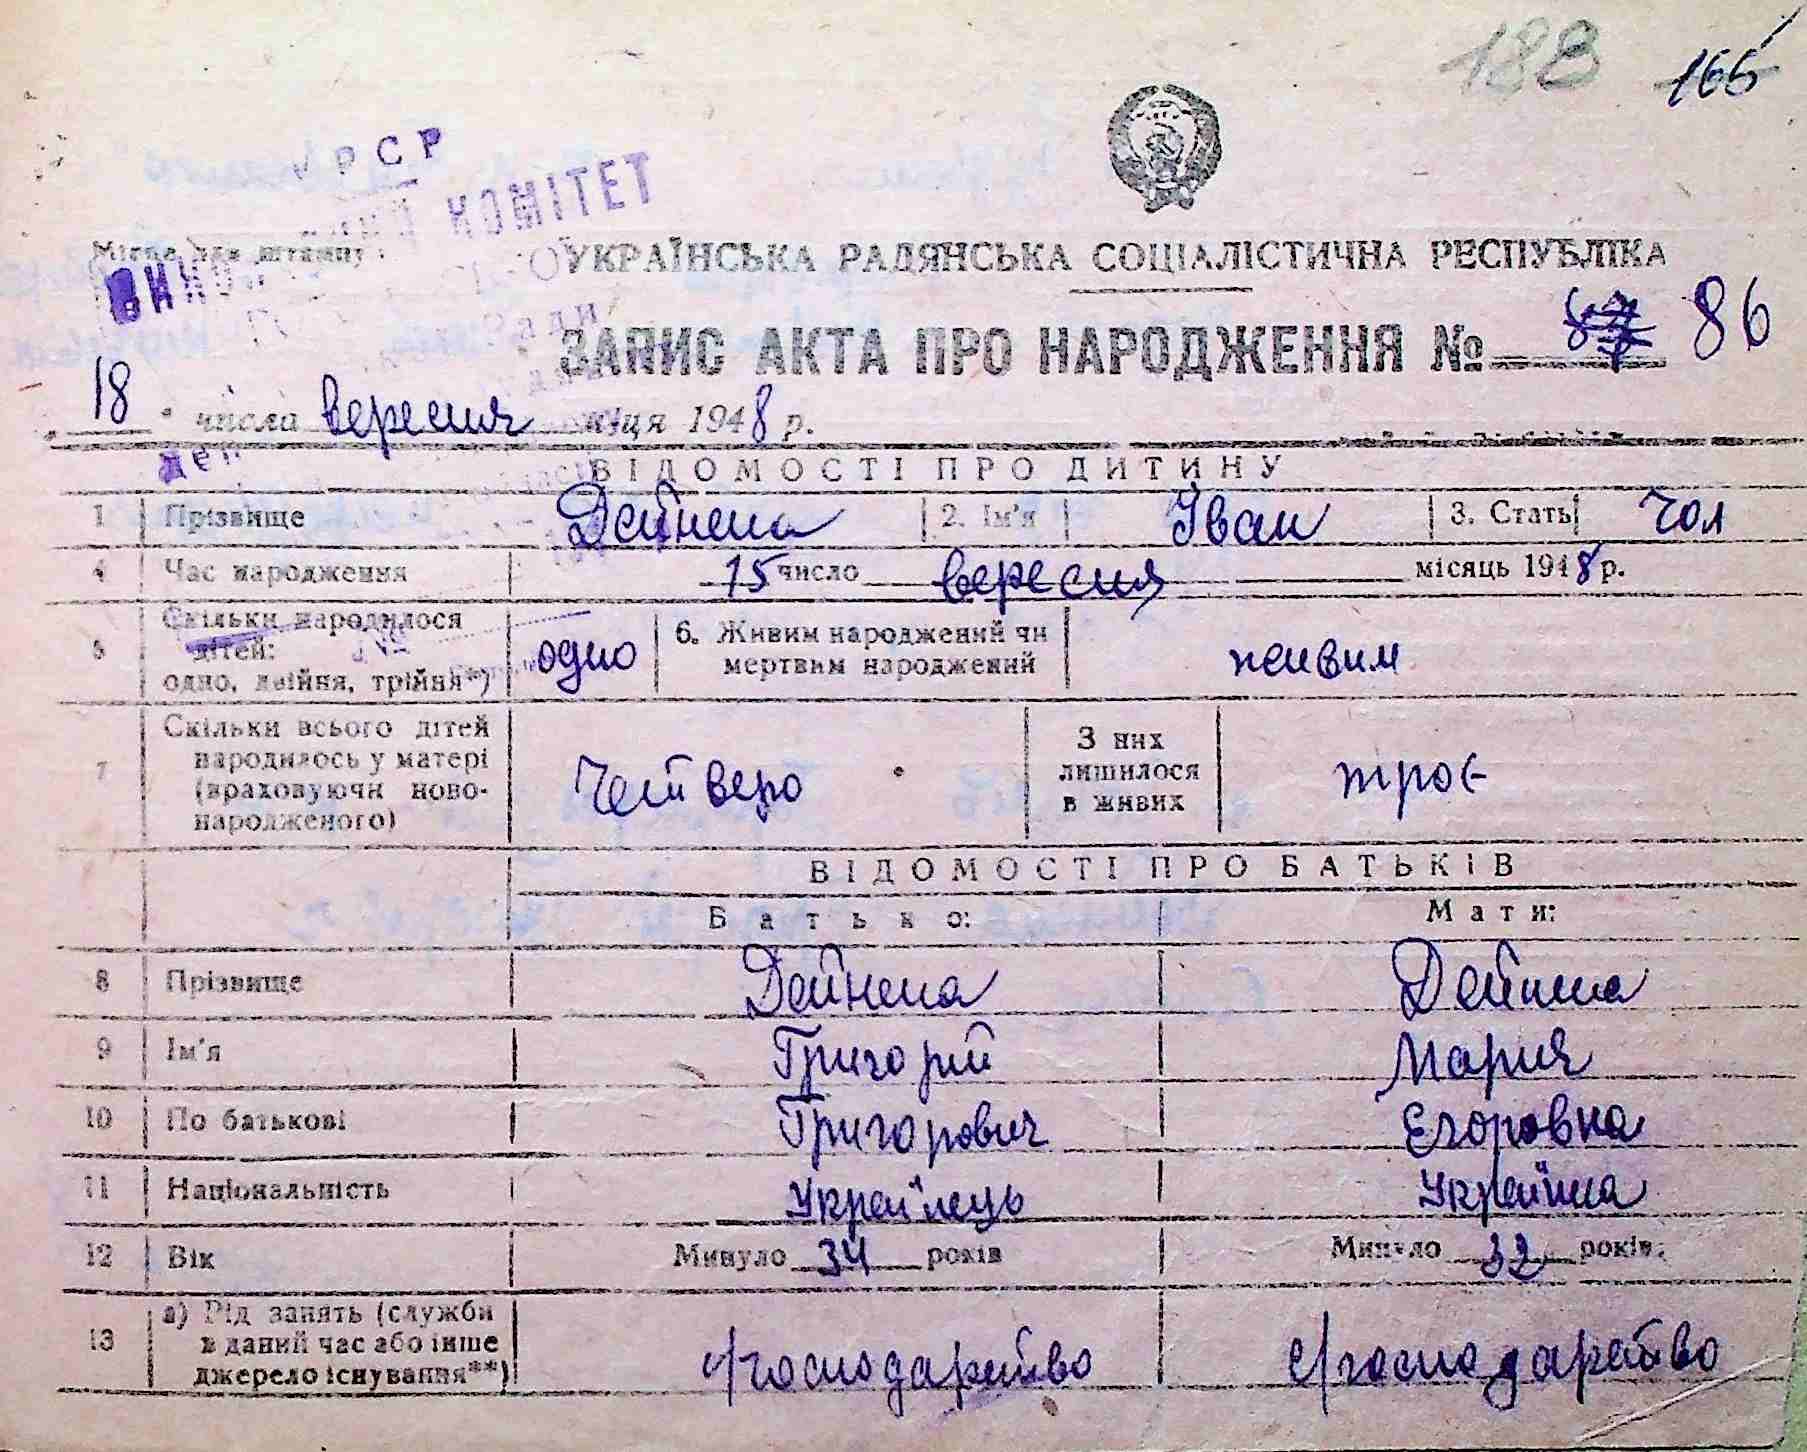 188 166
УРСР
КОМІТЕТ
Місце для штампу
УКРАЇНСЬКА РАДЯНСЬКА СОЦІАЛІСТИЧНА РЕСПУБЛІКА
ЗАПИС АКТА ПРО НАРОДЖЕННЯ № 86
18 числа вересня м-ця 1948 р.
ВІДОМОСТІ ПРО ДИТИНУ
1 Прізвище Дейнека 2. Ім'я Іван 3. Стать чол
4 Час народження 15 число вересня місяць 1948 р.
5 Скільки народилося
дітей:
одно, двійня, трійня*) одно 6. Живим народжений чи
мертвим народжений живим
7 Скільки всього дітей
народилось у матері
(враховуючи ново-
народженого) Четверо З них
лишилося
в живих троє
ВІДОМОСТІ ПРО БАТЬКІВ
Батько: Мати:
8 Прізвище Дейнека Дейнека
9 Ім'я Григорій Мария
10 По батькові Григорович Егоровна
11 Національність Українець Українка
12 Вік Минуло 34 років Минуло 32 років:
13 а) Рід занять (служби
в даний час або інше
джерело існування**) с/господарство с/господарство